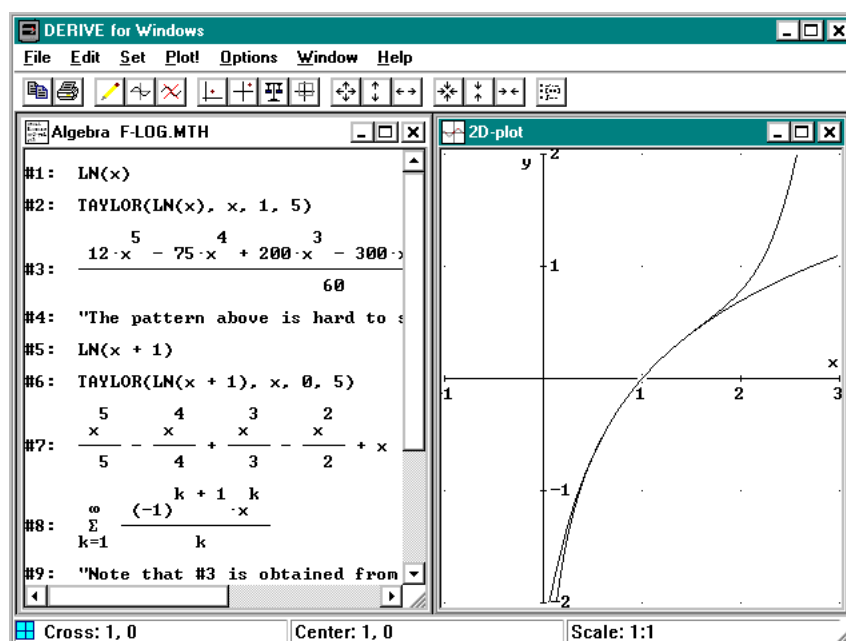 DERIVE for Windows
File Edit Set Plot! Options Window Help
Algebra F-LOG.MTH
#1: LN(x)
#2: TAYLOR(LN(x), x, 1, 5)
#3: 12·x^5 - 75·x^4 + 200·x^3 - 300·x
60
#4: "The pattern above is hard to s
#5: LN(x + 1)
#6: TAYLOR(LN(x + 1), x, 0, 5)
#7: x^5/5 - x^4/4 + x^3/3 - x^2/2 + x
#8: ∞ Σ k=1 (-1)^(k + 1)·x^k / k
#9: "Note that #3 is obtained from
2D-plot
y 2
1
x
-1 1 2 3
-1
-2
Cross: 1, 0 Center: 1, 0 Scale: 1:1